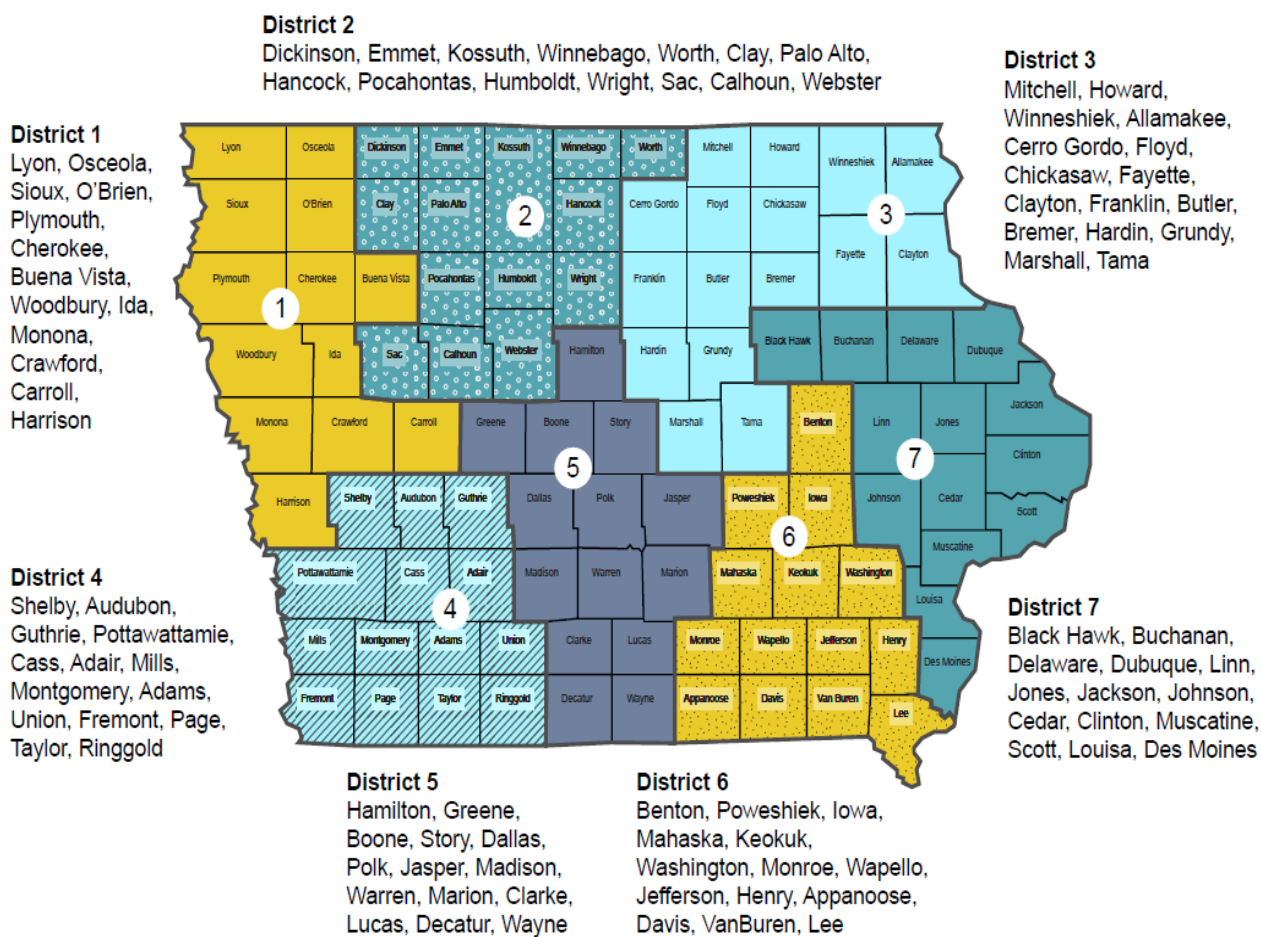 District 2
Dickinson, Emmet, Kossuth, Winnebago, Worth, Clay, Palo Alto,
Hancock, Pocahontas, Humboldt, Wright, Sac, Calhoun, Webster
District 3
Mitchell, Howard,
Winneshiek, Allamakee,
Cerro Gordo, Floyd,
Chickasaw, Fayette,
Clayton, Franklin, Butler,
Bremer, Hardin, Grundy,
Marshall, Tama
District 1
Lyon, Osceola,
Sioux, O'Brien,
Plymouth,
Cherokee,
Buena Vista,
Woodbury, Ida,
Monona,
Crawford,
Carroll,
Harrison
Lyon Osceola Dickinson Emmet Kossuth Winnebago Worth Mitchell Howard Winneshiek Allamakee
Sioux O'Brien Clay Palo Alto 2 Hancock Cerro Gordo Floyd Chickasaw 3
Plymouth Cherokee Buena Vista Pocahontas Humboldt Wright Franklin Butler Bremer Fayette Clayton
1
Woodbury Ida Sac Calhoun Webster Hamilton Hardin Grundy Black Hawk Buchanan Delaware Dubuque
Monona Crawford Carroll Greene Boone Story Marshall Tama Benton Linn Jones Jackson
5 7
Harrison Shelby Audubon Guthrie Dallas Polk Jasper Poweshiek Iowa Johnson Cedar Clinton Scott
6
Pottawattamie Cass Adair Madison Warren Marion Mahaska Keokuk Washington Muscatine Louisa
4
Mills Montgomery Adams Union Clarke Lucas Monroe Wapello Jefferson Henry Des Moines
Fremont Page Taylor Ringgold Decatur Wayne Appanoose Davis Van Buren Lee
District 4
Shelby, Audubon,
Guthrie, Pottawattamie,
Cass, Adair, Mills,
Montgomery, Adams,
Union, Fremont, Page,
Taylor, Ringgold
District 7
Black Hawk, Buchanan,
Delaware, Dubuque, Linn,
Jones, Jackson, Johnson,
Cedar, Clinton, Muscatine,
Scott, Louisa, Des Moines
District 5
Hamilton, Greene,
Boone, Story, Dallas,
Polk, Jasper, Madison,
Warren, Marion, Clarke,
Lucas, Decatur, Wayne
District 6
Benton, Poweshiek, Iowa,
Mahaska, Keokuk,
Washington, Monroe, Wapello,
Jefferson, Henry, Appanoose,
Davis, VanBuren, Lee